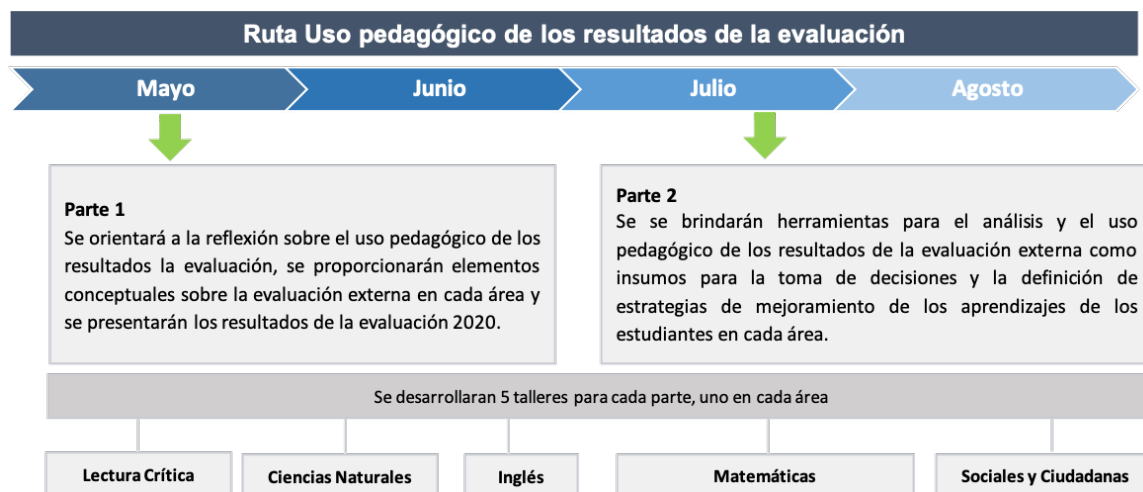 Ruta Uso pedagógico de los resultados de la evaluación
Mayo
Junio
Julio
Agosto
Parte 1
Se orientará a la reflexión sobre el uso pedagógico de los
resultados la evaluación, se proporcionarán elementos
conceptuales sobre la evaluación externa en cada área y
se presentarán los resultados de la evaluación 2020.
Parte 2
Se se brindarán herramientas para el análisis y el uso
pedagógico de los resultados de la evaluación externa como
insumos para la toma de decisiones y la definición de
estrategias de mejoramiento de los aprendizajes de los
estudiantes en cada área.
Se desarrollaran 5 talleres para cada parte, uno en cada área
Lectura Crítica
Ciencias Naturales
Inglés
Matemáticas
Sociales y Ciudadanas